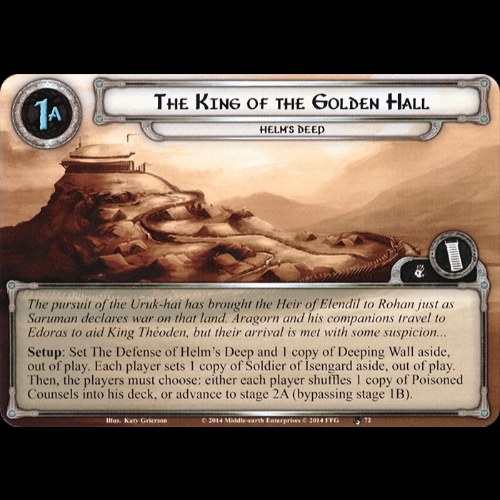 1A
THE KING OF THE GOLDEN HALL
HELM'S DEEP
The pursuit of the Uruk-hai has brought the Heir of Elendil to Rohan just as
Saruman declares war on that land. Aragorn and his companions travel to
Edoras to aid King Théoden, but their arrival is met with some suspicion...
Setup: Set The Defense of Helm's Deep and 1 copy of Deeping Wall aside,
out of play. Each player sets 1 copy of Soldier of Isengard aside, out of play.
Then, the players must choose: either each player shuffles 1 copy of Poisoned
Counsels into his deck, or advance to stage 2A (bypassing stage 1B).
Illus. Katy Grierson © 2014 Middle-earth Enterprises © 2014 FFG 72